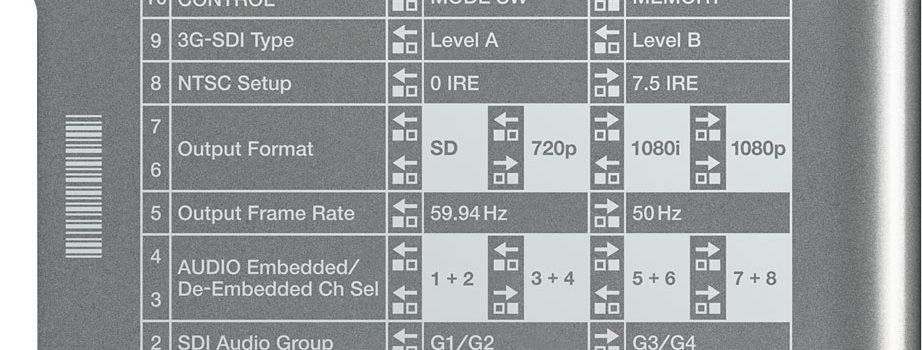 10 CONTROL MODE SW MEMORY
9 3G-SDI Type Level A Level B
8 NTSC Setup 0 IRE 7.5 IRE
7
6 Output Format SD 720p 1080i 1080p
5 Output Frame Rate 59.94 Hz 50 Hz
4
3 AUDIO Embedded/
De-Embedded Ch Sel 1 + 2 3 + 4 5 + 6 7 + 8
2 SDI Audio Group G1/G2 G3/G4